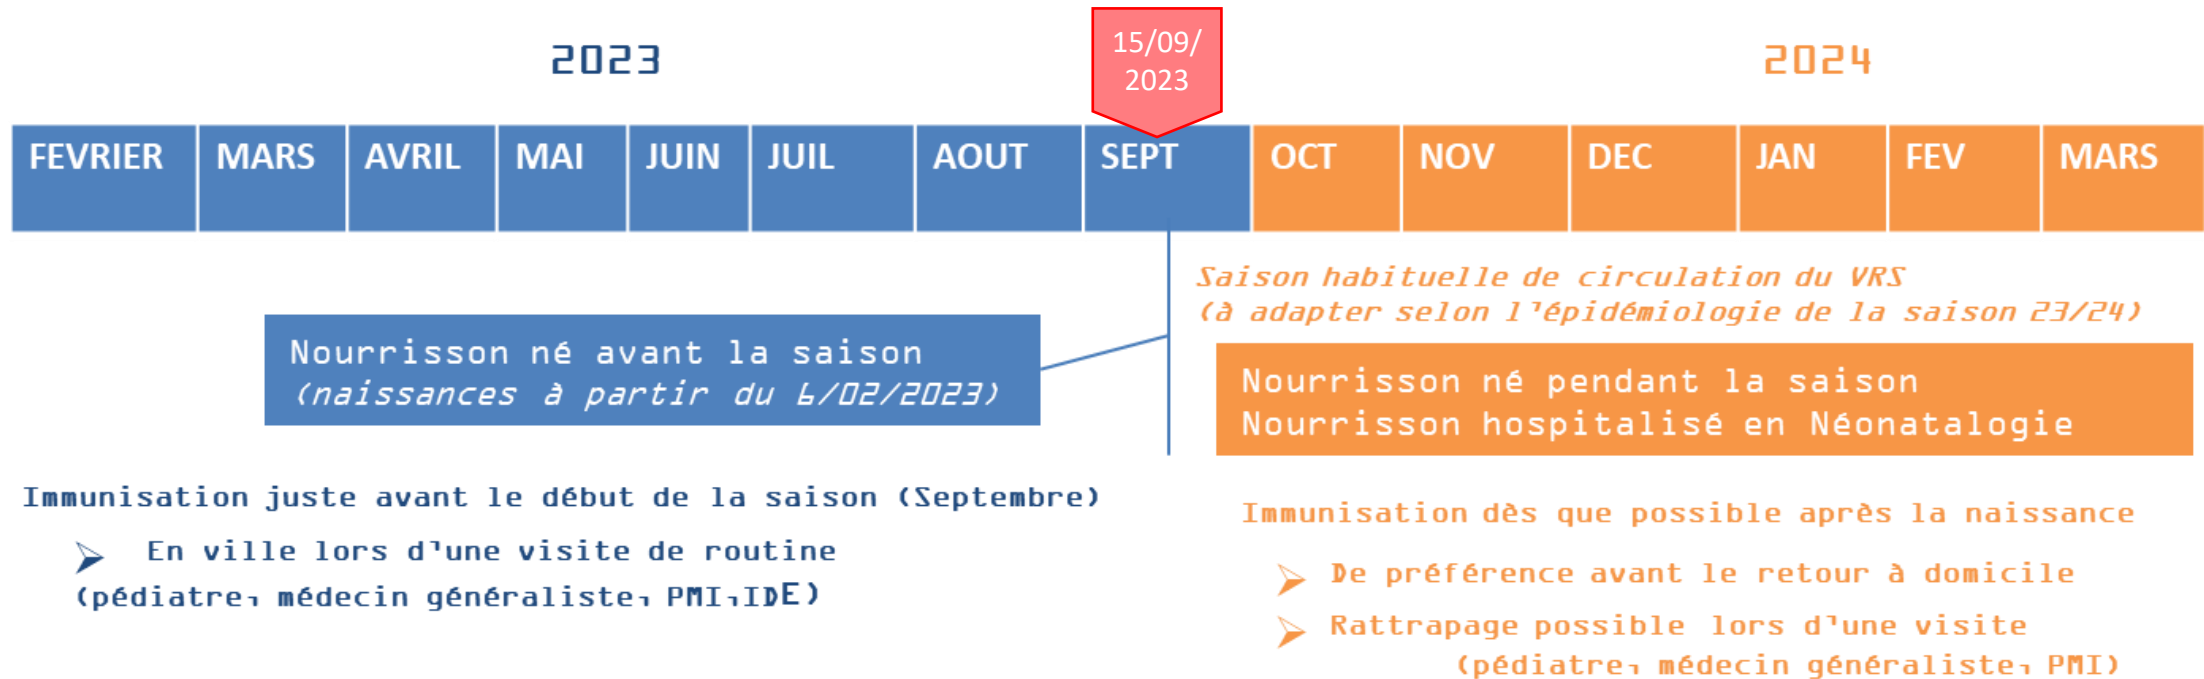 2023
15/09/
2023
2024
FEVRIER MARS AVRIL MAI JUIN JUIL AOUT SEPT OCT NOV DEC JAN FEV MARS
Saison habituelle de circulation du VRS
(à adapter selon l'épidémiologie de la saison 23/24)
Nourrisson né avant la saison
(naissances à partir du 6/02/2023)
Nourrisson né pendant la saison
Nourrisson hospitalisé en Néonatalogie
Immunisation juste avant le début de la saison (Septembre)
➢ En ville lors d'une visite de routine
(pédiatre, médecin généraliste, PMI,IDE)
Immunisation dès que possible après la naissance
➢ De préférence avant le retour à domicile
➢ Rattrapage possible lors d'une visite
(pédiatre, médecin généraliste, PMI)